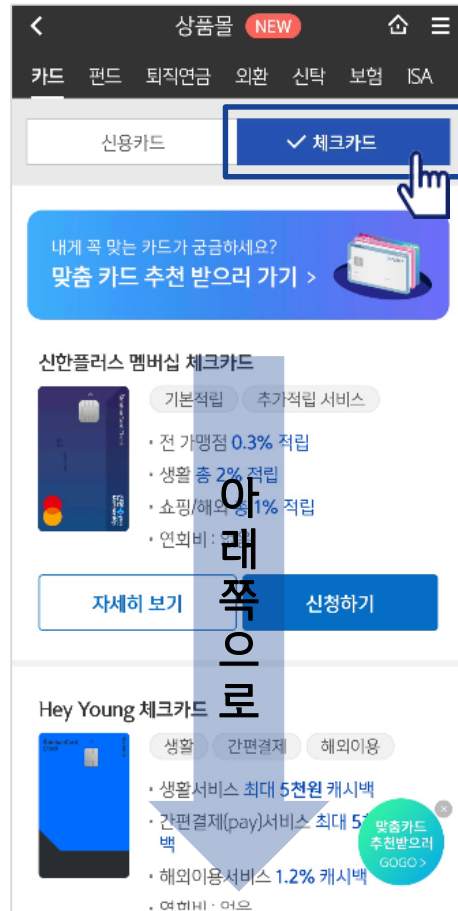 상품몰 NEW
카드 펀드 퇴직연금 외환 신탁 보험 ISA
신용카드 체크카드
내게 꼭 맞는 카드가 궁금하세요?
맞춤 카드 추천 받으러 가기 >
신한플러스 멤버십 체크카드
기본적립 추가적립 서비스
· 전 가맹점 0.3% 적립
· 생활 총 2% 적립
· 쇼핑/해외 총 1% 적립
· 연회비 :
자세히 보기 신청하기
아래쪽으로
Hey Young 체크카드
생활 간편결제 해외이용
· 생활서비스 최대 5천원 캐시백
· 간편결제(pay)서비스 최대 5
백
· 해외이용서비스 1.2% 캐시백
· 연회비 : 없음
맞춤카드
추천받으러
GOGO >